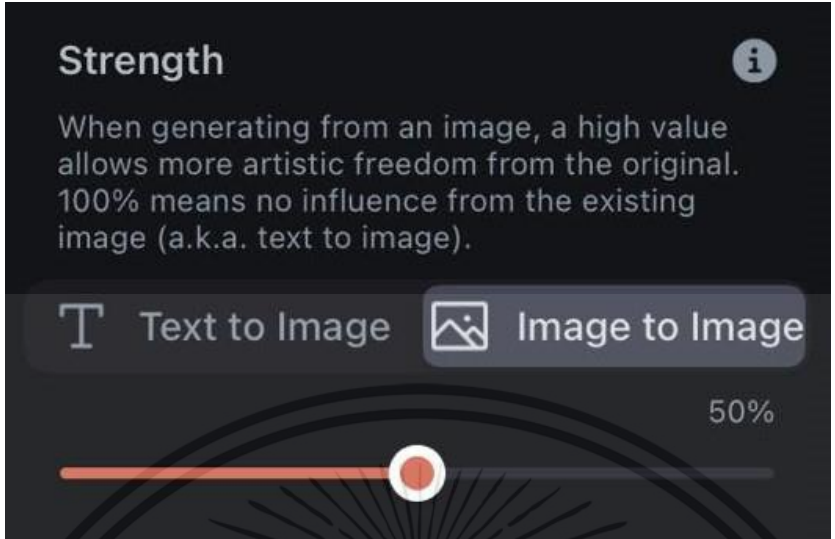 Strength
When generating from an image, a high value
allows more artistic freedom from the original.
100% means no influence from the existing
image (a.k.a. text to image).
Text to Image
Image to Image
50%